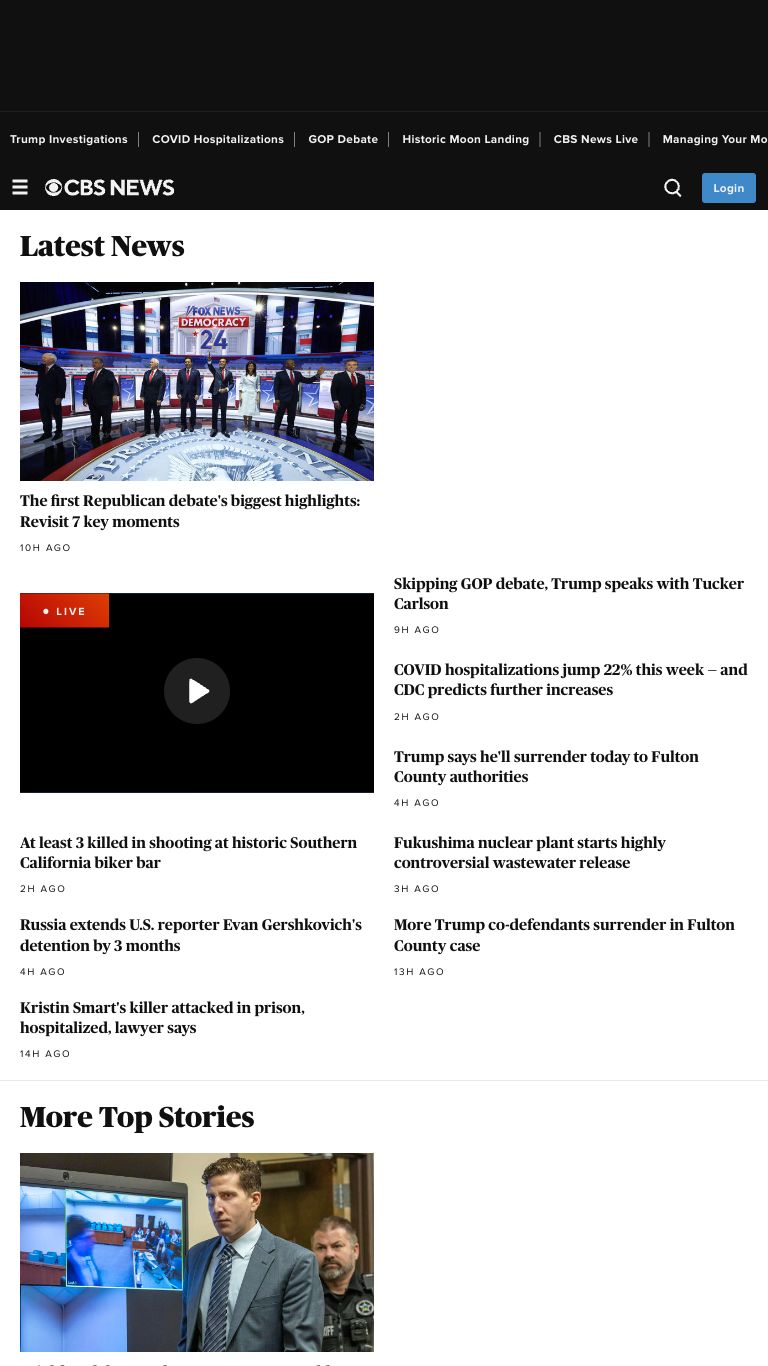 Trump Investigations COVID Hospitalizations GOP Debate Historic Moon Landing CBS News Live Managing Your Mo
CBS NEWS
Login
Latest News
FOX NEWS
DEMOCRACY
24
The first Republican debate's biggest highlights:
Revisit 7 key moments
10H AGO
LIVE
Skipping GOP debate, Trump speaks with Tucker
Carlson
9H AGO
COVID hospitalizations jump 22% this week — and
CDC predicts further increases
2H AGO
Trump says he'll surrender today to Fulton
County authorities
4H AGO
At least 3 killed in shooting at historic Southern
California biker bar
2H AGO
Fukushima nuclear plant starts highly
controversial wastewater release
3H AGO
Russia extends U.S. reporter Evan Gershkovich's
detention by 3 months
4H AGO
More Trump co-defendants surrender in Fulton
County case
13H AGO
Kristin Smart's killer attacked in prison,
hospitalized, lawyer says
14H AGO
More Top Stories